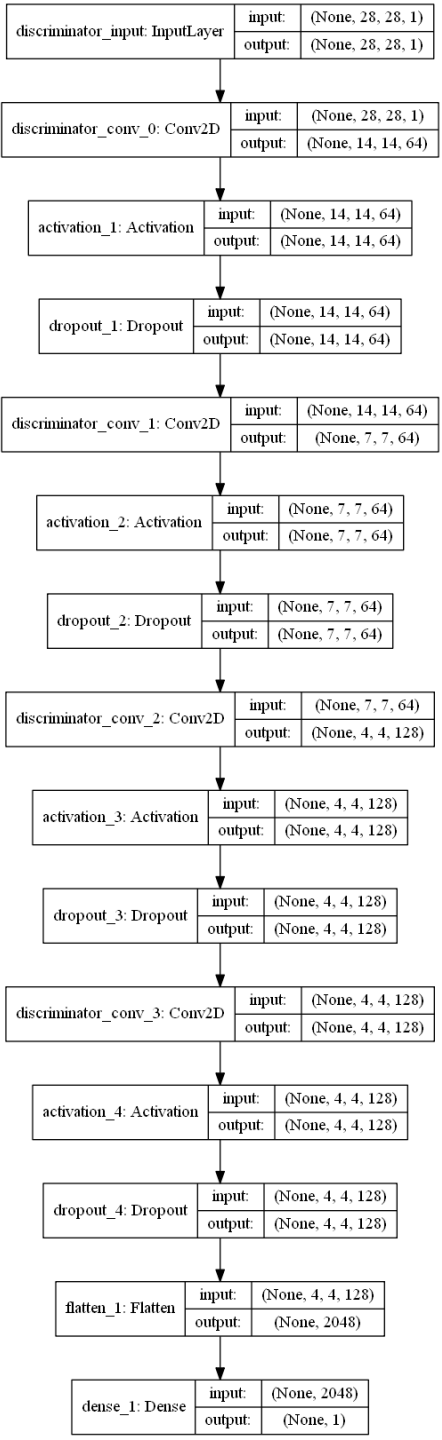 discriminator_input: InputLayer
input: (None, 28, 28, 1)
output: (None, 28, 28, 1)
discriminator_conv_0: Conv2D
input: (None, 28, 28, 1)
output: (None, 14, 14, 64)
activation_1: Activation
input: (None, 14, 14, 64)
output: (None, 14, 14, 64)
dropout_1: Dropout
input: (None, 14, 14, 64)
output: (None, 14, 14, 64)
discriminator_conv_1: Conv2D
input: (None, 14, 14, 64)
output: (None, 7, 7, 64)
activation_2: Activation
input: (None, 7, 7, 64)
output: (None, 7, 7, 64)
dropout_2: Dropout
input: (None, 7, 7, 64)
output: (None, 7, 7, 64)
discriminator_conv_2: Conv2D
input: (None, 7, 7, 64)
output: (None, 4, 4, 128)
activation_3: Activation
input: (None, 4, 4, 128)
output: (None, 4, 4, 128)
dropout_3: Dropout
input: (None, 4, 4, 128)
output: (None, 4, 4, 128)
discriminator_conv_3: Conv2D
input: (None, 4, 4, 128)
output: (None, 4, 4, 128)
activation_4: Activation
input: (None, 4, 4, 128)
output: (None, 4, 4, 128)
dropout_4: Dropout
input: (None, 4, 4, 128)
output: (None, 4, 4, 128)
flatten_1: Flatten
input: (None, 4, 4, 128)
output: (None, 2048)
dense_1: Dense
input: (None, 2048)
output: (None, 1)